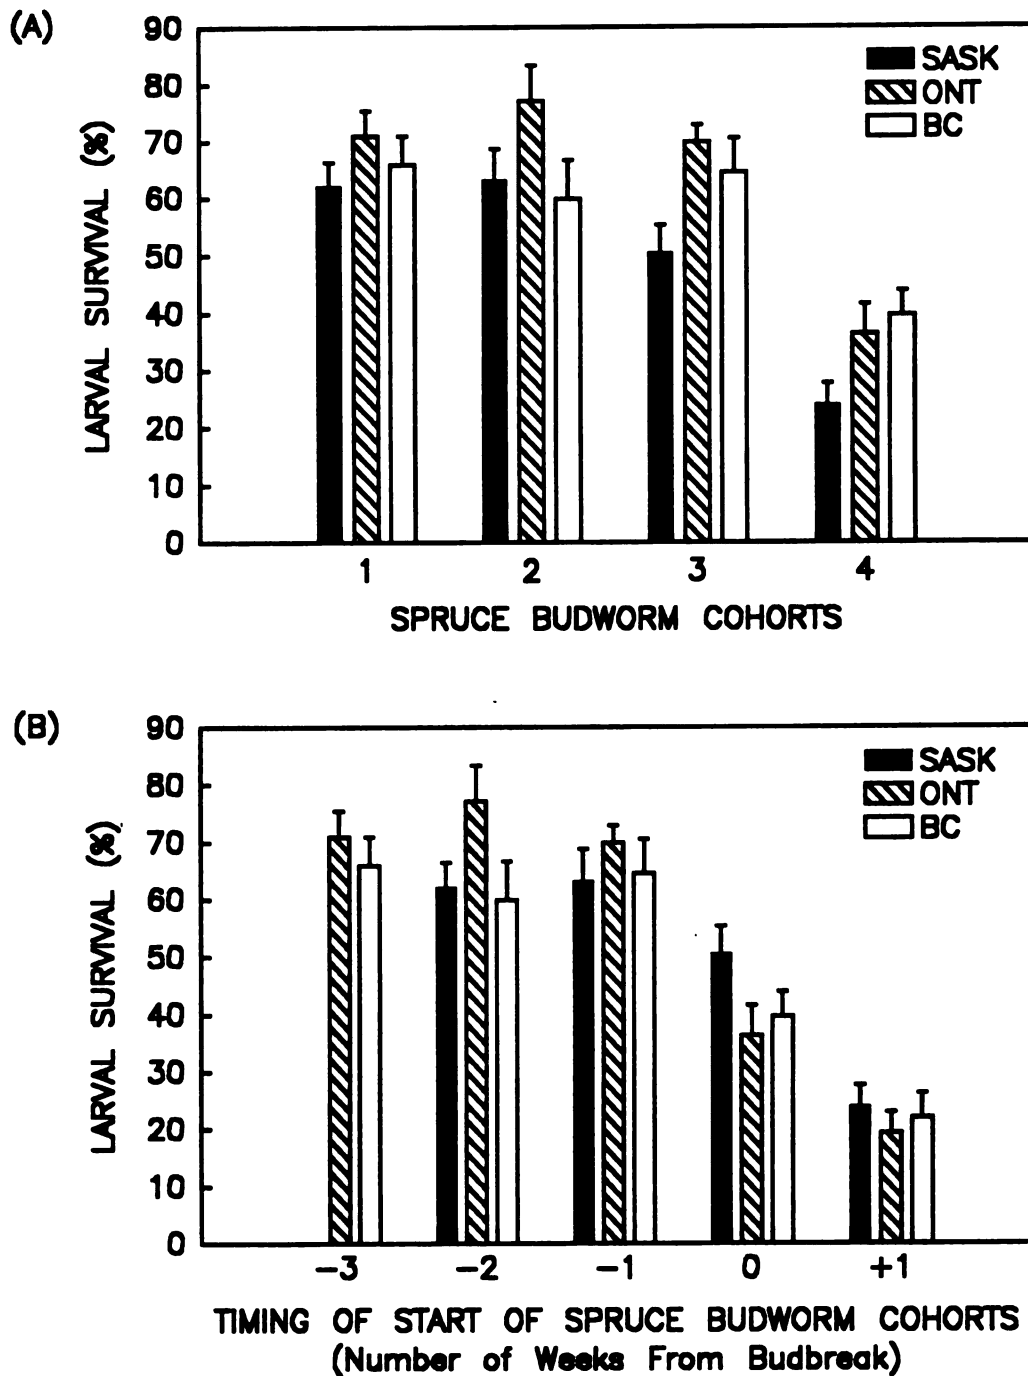 (A)
90
80
70
60
50
40
30
20
10
0
LARVAL SURVIVAL (%)
SASK
ONT
BC
1 2 3 4
SPRUCE BUDWORM COHORTS
(B)
90
80
70
60
50
40
30
20
10
0
LARVAL SURVIVAL (%)
SASK
ONT
BC
−3 −2 −1 0 +1
TIMING OF START OF SPRUCE BUDWORM COHORTS
(Number of Weeks From Budbreak)